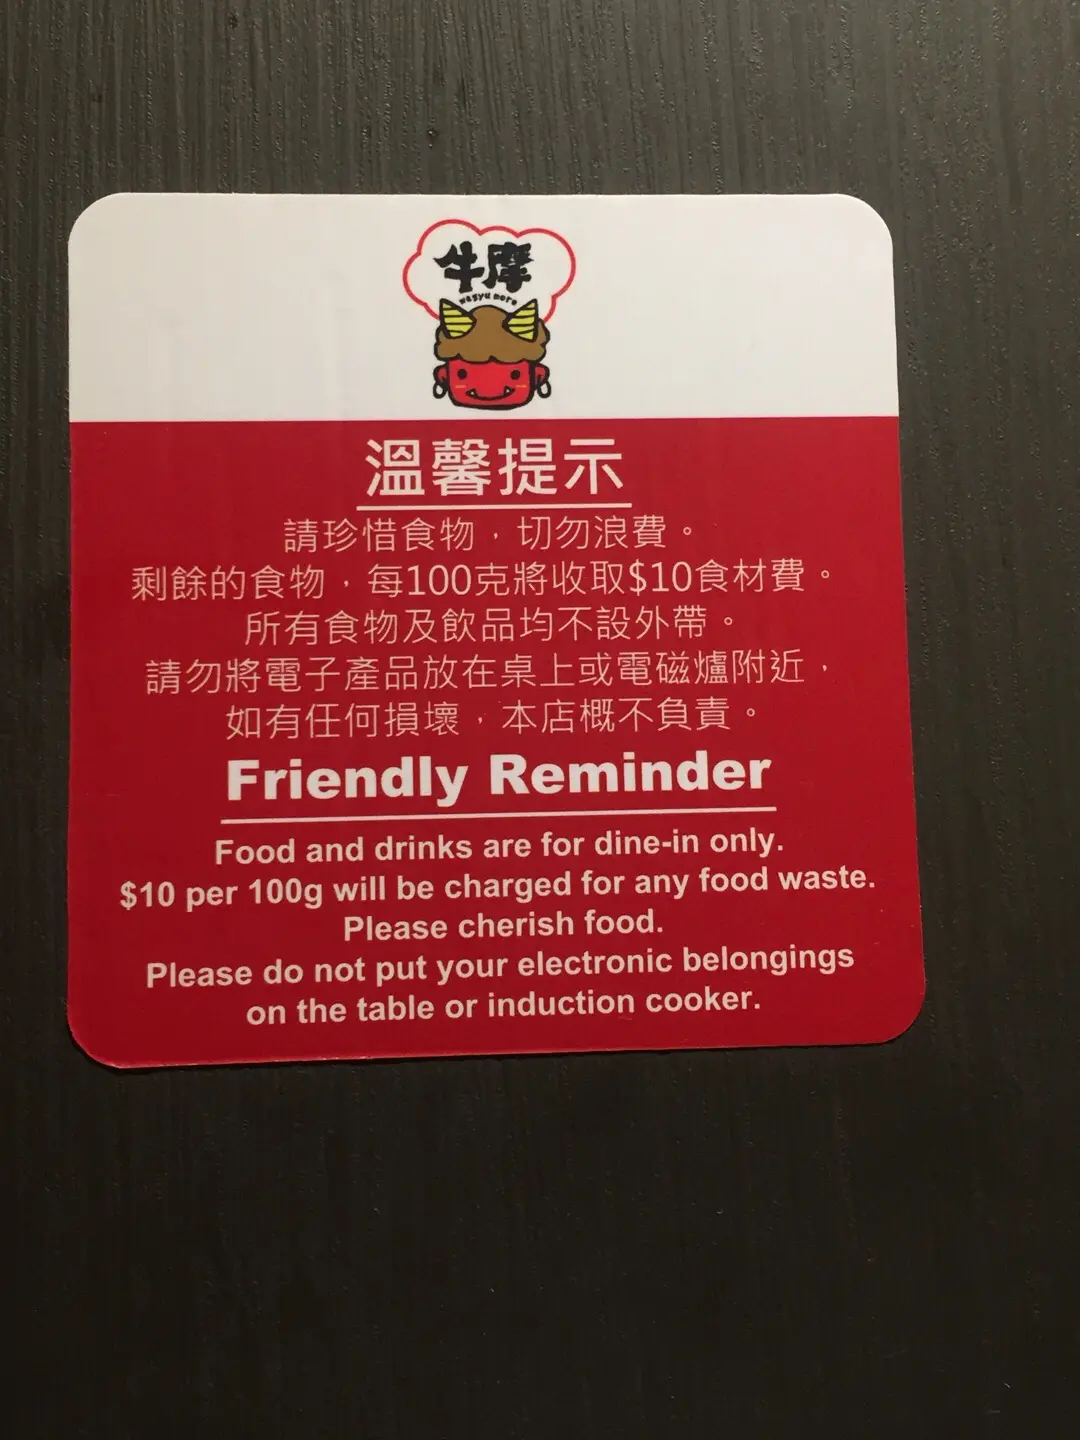 牛摩
wagyu more
溫馨提示
請珍惜食物，切勿浪費。
剩餘的食物，每100克將收取$10食材費。
所有食物及飲品均不設外帶。
請勿將電子產品放在桌上或電磁爐附近，
如有任何損壞，本店概不負責。
Friendly Reminder
Food and drinks are for dine-in only.
$10 per 100g will be charged for any food waste.
Please cherish food.
Please do not put your electronic belongings
on the table or induction cooker.